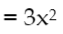 = 3x²